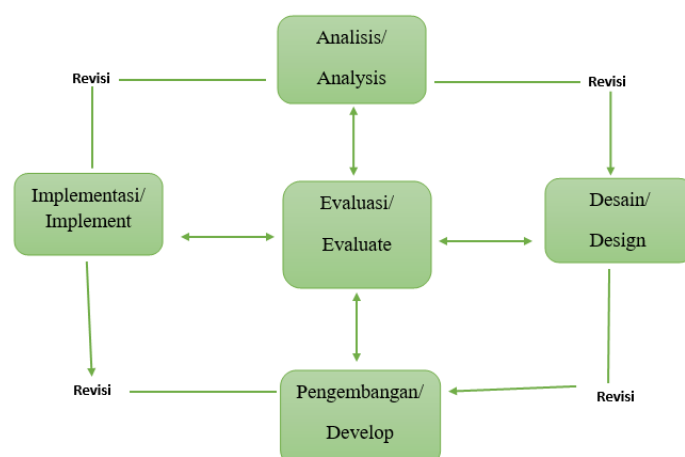 Analisis/
Analysis
Revisi
Revisi
Implementasi/
Implement
Evaluasi/
Evaluate
Desain/
Design
Revisi
Pengembangan/
Develop
Revisi